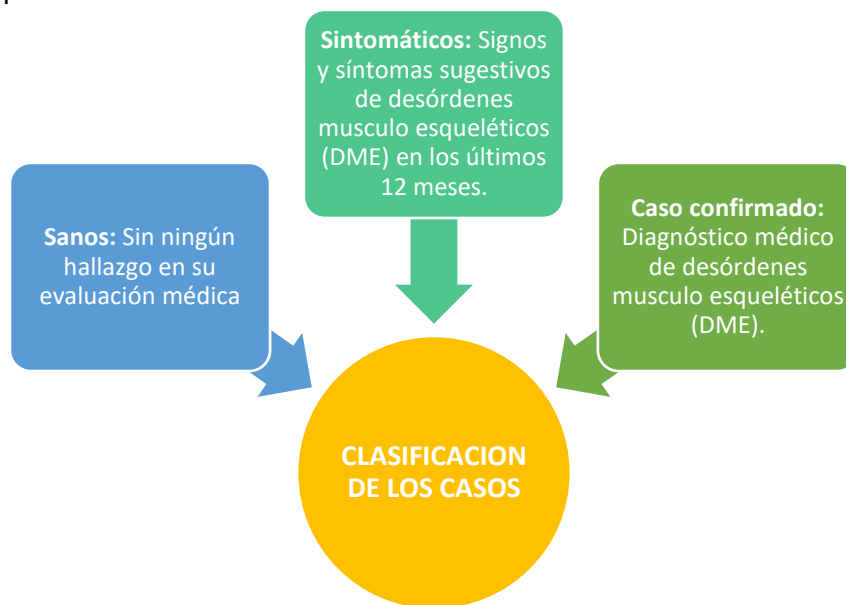 Sintomáticos: Signos
y síntomas sugestivos
de desórdenes
musculo esqueléticos
(DME) en los últimos
12 meses.
Sanos: Sin ningún
hallazgo en su
evaluación médica
Caso confirmado:
Diagnóstico médico
de desórdenes
musculo esqueléticos
(DME).
CLASIFICACION
DE LOS CASOS